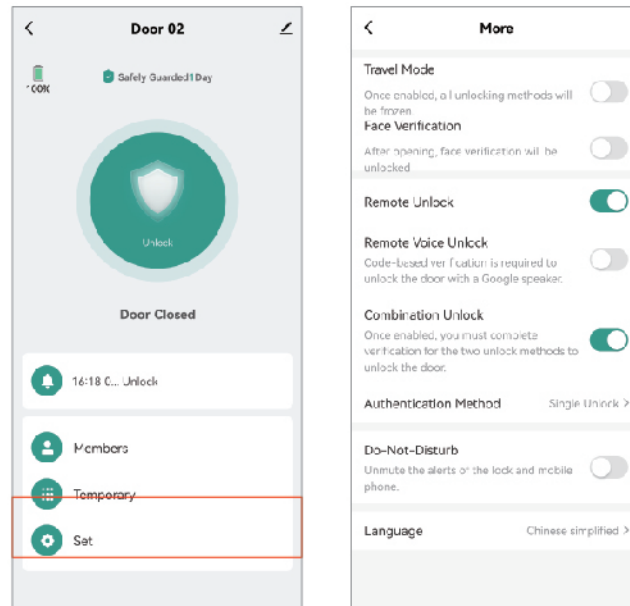 Door 02
100%
Safely Guarded 1 Day
Unlock
Door Closed
16:18 0... Unlock
Members
Temporary
Set
More
Travel Mode
Once enabled, all unlocking methods will
be frozen
Face Verification
After opening, face verification will be
unlocked
Remote Unlock
Remote Voice Unlock
Code-based verification is required to
unlock the door with a Google speaker.
Combination Unlock
Once enabled, you must complete
verification for the two unlock methods to
unlock the door.
Authentication Method Single Unlock >
Do-Not-Disturb
Unmute the alerts of the lock and mobile
phone.
Language Chinese simplified >